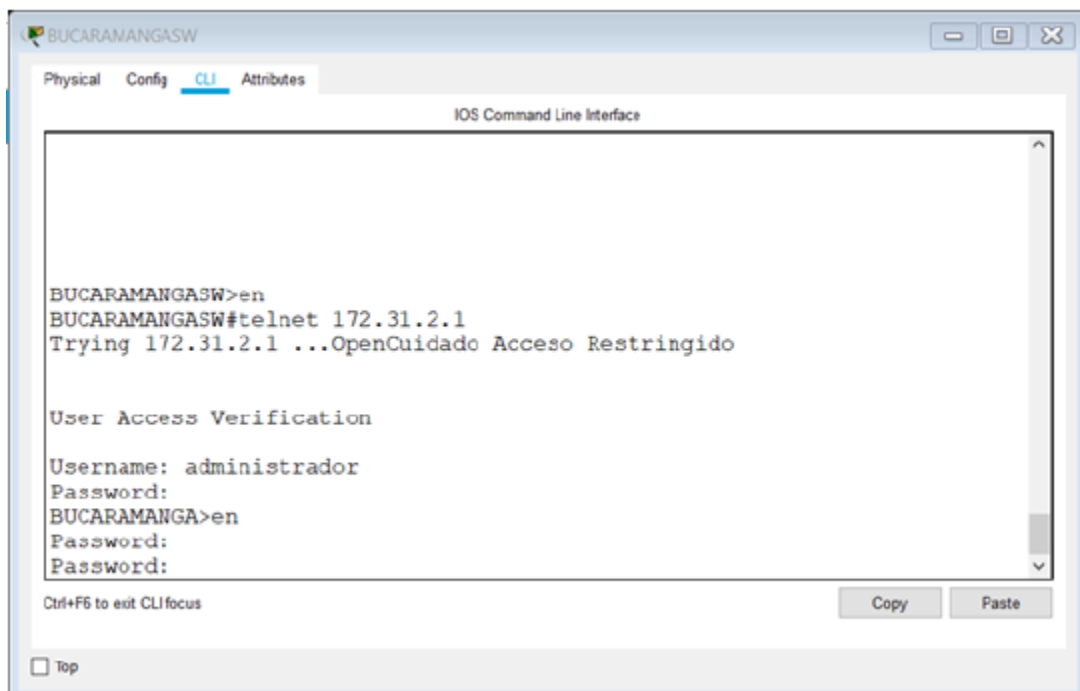 BUCARAMANGASW
Physical Config CLI Attributes
IOS Command Line Interface
BUCARAMANGASW>en
BUCARAMANGASW#telnet 172.31.2.1
Trying 172.31.2.1 ...OpenCuidado Acceso Restringido
User Access Verification
Username: administrador
Password:
BUCARAMANGA>en
Password:
Password:
Ctrl+F6 to exit CLI focus
Copy Paste
Top